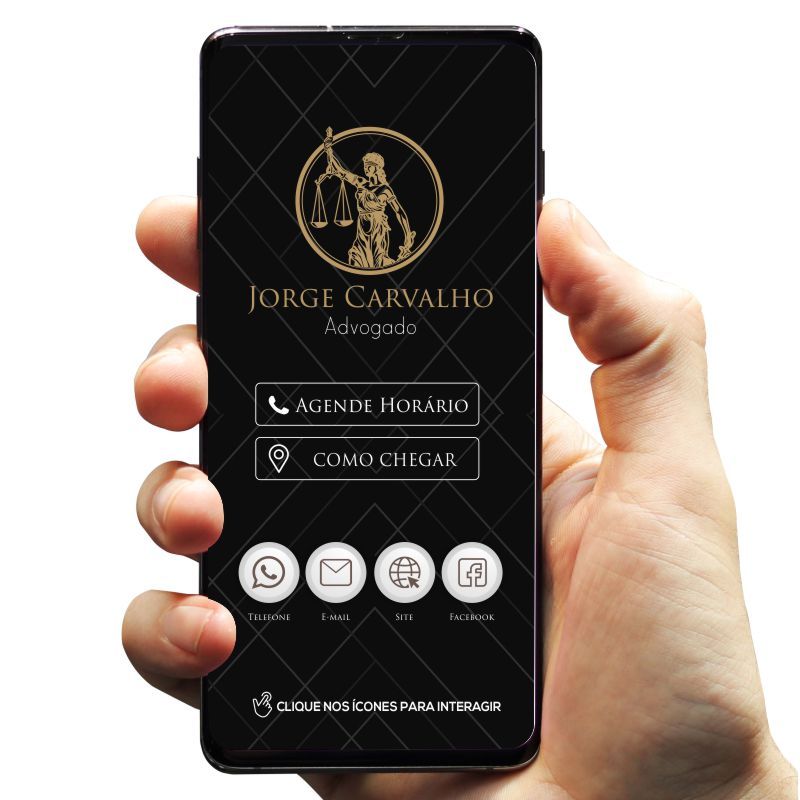 JORGE CARVALHO
Advogado
AGENDE HORÁRIO
COMO CHEGAR
TELEFONE E-MAIL SITE FACEBOOK
CLIQUE NOS ÍCONES PARA INTERAGIR